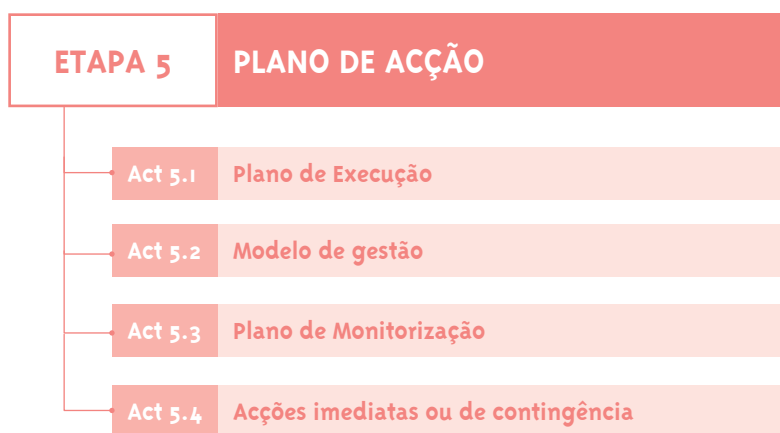 ETAPA 5 PLANO DE ACÇÃO
Act 5.1 Plano de Execução
Act 5.2 Modelo de gestão
Act 5.3 Plano de Monitorização
Act 5.4 Acções imediatas ou de contingência